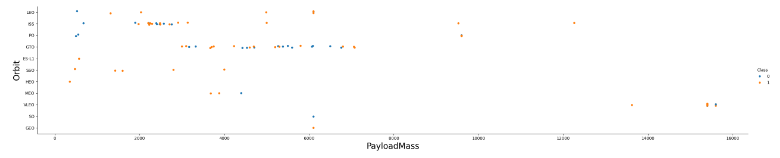 LEO
ISS
PO
GTO
ES-L1
SSO
HEO
MEO
VLEO
SO
GEO
Orbit
0
2000
4000
6000
8000
10000
12000
14000
16000
PayloadMass
Class
0
1